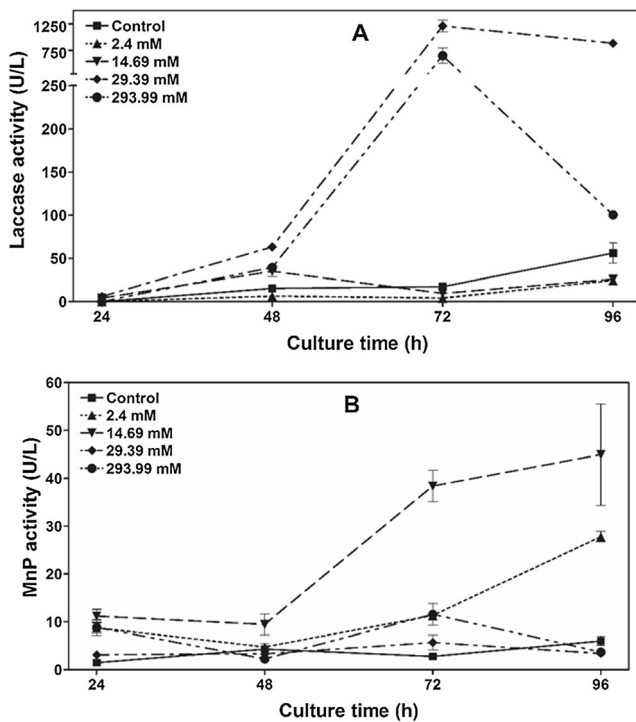 A
Laccase activity (U/L)
1250
750
250
200
150
100
50
0
Control
2.4 mM
14.69 mM
29.39 mM
293.99 mM
24
48
72
96
Culture time (h)
B
MnP activity (U/L)
60
50
40
30
20
10
0
Control
2.4 mM
14.69 mM
29.39 mM
293.99 mM
24
48
72
96
Culture time (h)